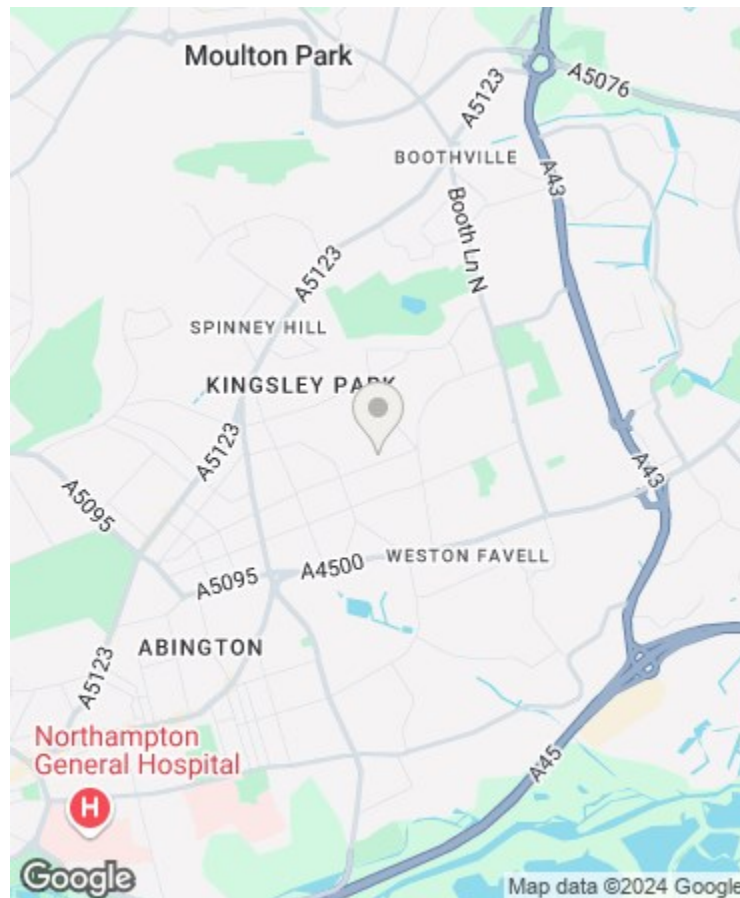 Moulton Park
A5123
A5076
BOOTHVILLE
A43
Booth Ln N
A5123
SPINNEY HILL
KINGSLEY PARK
A5123
A43
A5095
A4500
WESTON FAVELL
A5095
ABINGTON
A5123
Northampton
General Hospital
H
A45
Google
Map data ©2024 Google